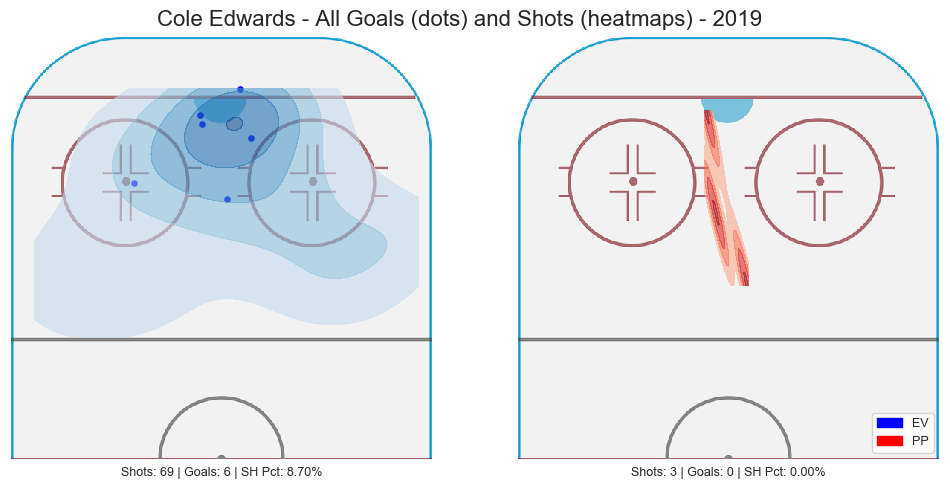 Cole Edwards - All Goals (dots) and Shots (heatmaps) - 2019
EV
PP
Shots: 69 | Goals: 6 | SH Pct: 8.70%
Shots: 3 | Goals: 0 | SH Pct: 0.00%